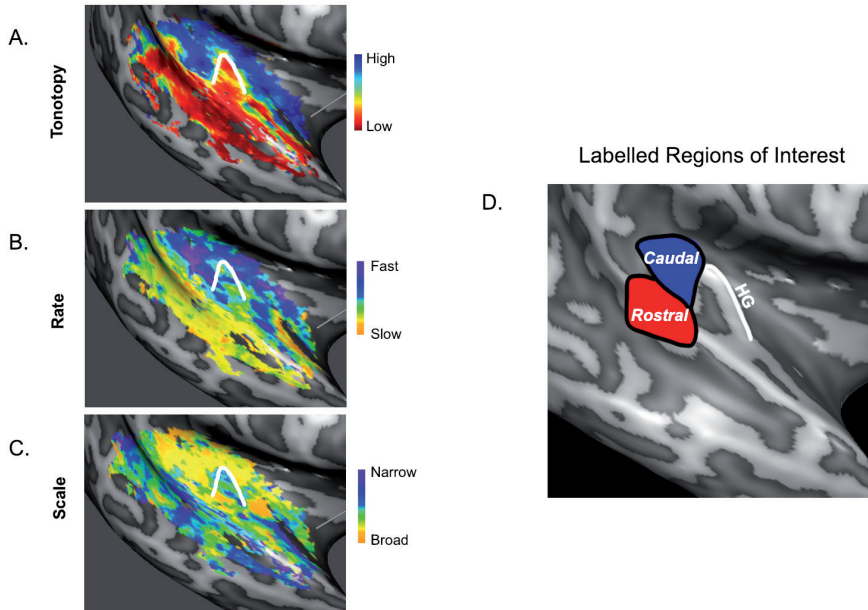 A.
Tonotopy
High
Low
B.
Rate
Fast
Slow
C.
Scale
Narrow
Broad
Labelled Regions of Interest
D.
Caudal
Rostral
HG